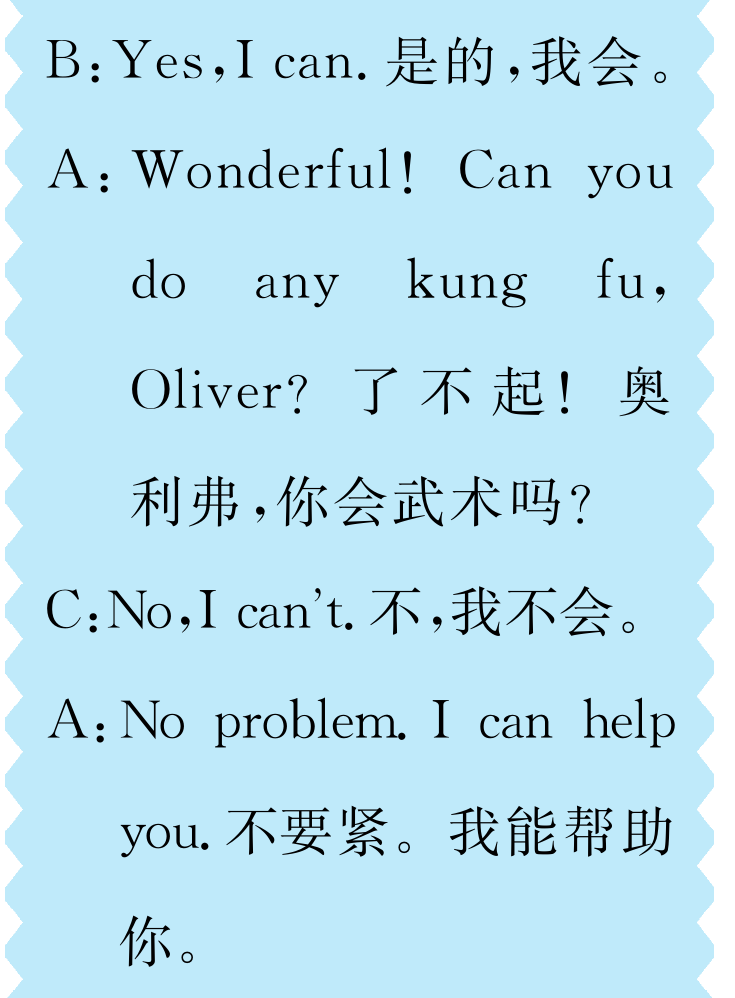 B:Yes,I can. 是的,我会。
A: Wonderful! Can you
do any kung fu,
Oliver? 了不起! 奥
利弗,你会武术吗?
C:No,I can't. 不,我不会。
A:No problem. I can help
you. 不要紧。我能帮助
你。